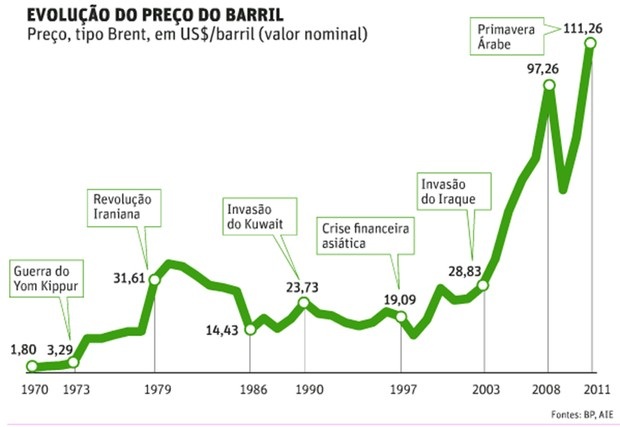 EVOLUÇÃO DO PREÇO DO BARRIL
Preço, tipo Brent, em US$/barril (valor nominal)
Primavera
Árabe
111,26
97,26
Revolução
Iraniana
Invasão
do Kuwait
Crise financeira
asiática
Invasão
do Iraque
Guerra do
Yom Kippur
31,61
23,73
28,83
14,43
19,09
1,80
3,29
1970 1973 1979 1986 1990 1997 2003 2008 2011
Fontes: BP, AIE